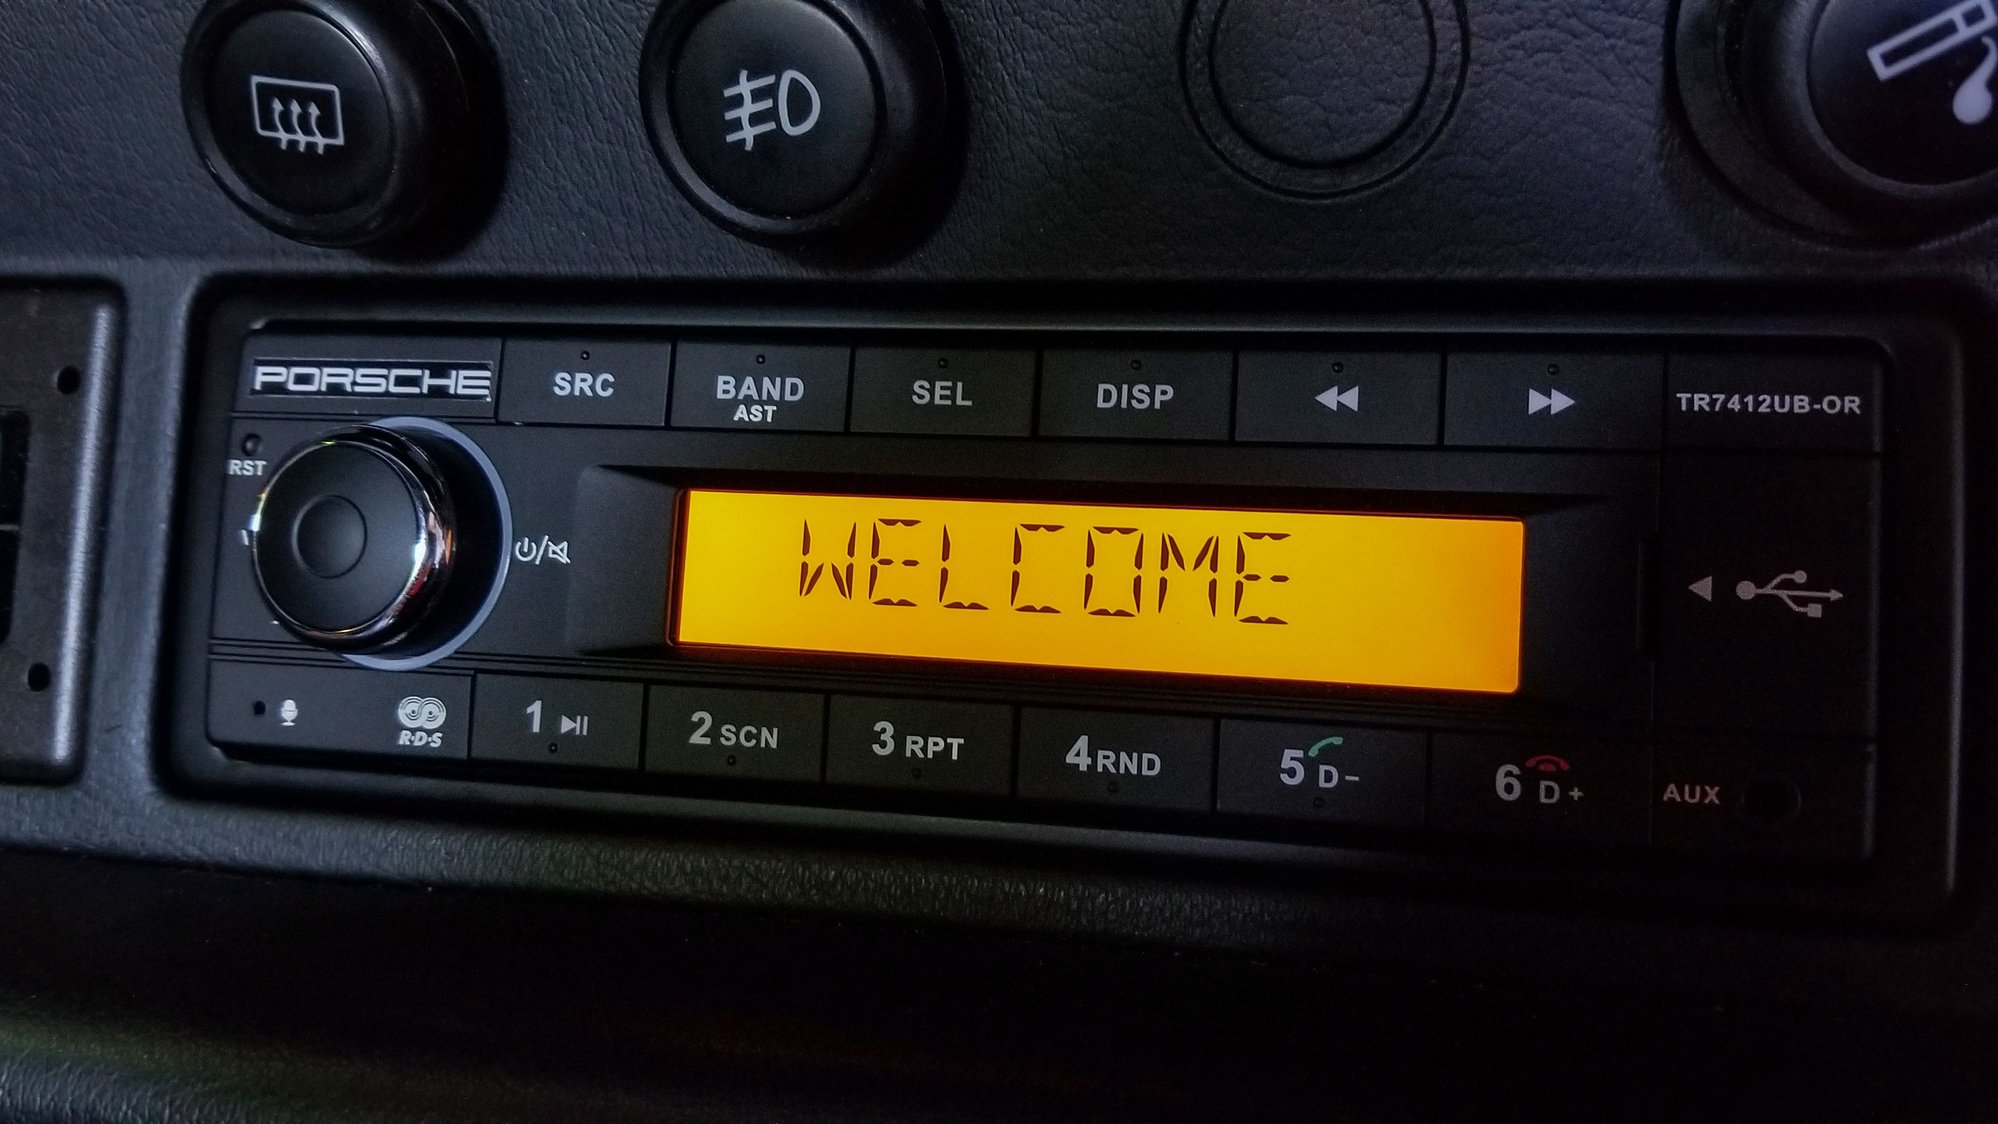 PORSCHE
SRC
BAND
AST
SEL
DISP
TR7412UB-OR
RST
WELCOME
R·D·S
1
2 SCN
3 RPT
4 RND
5 D-
6 D+
AUX